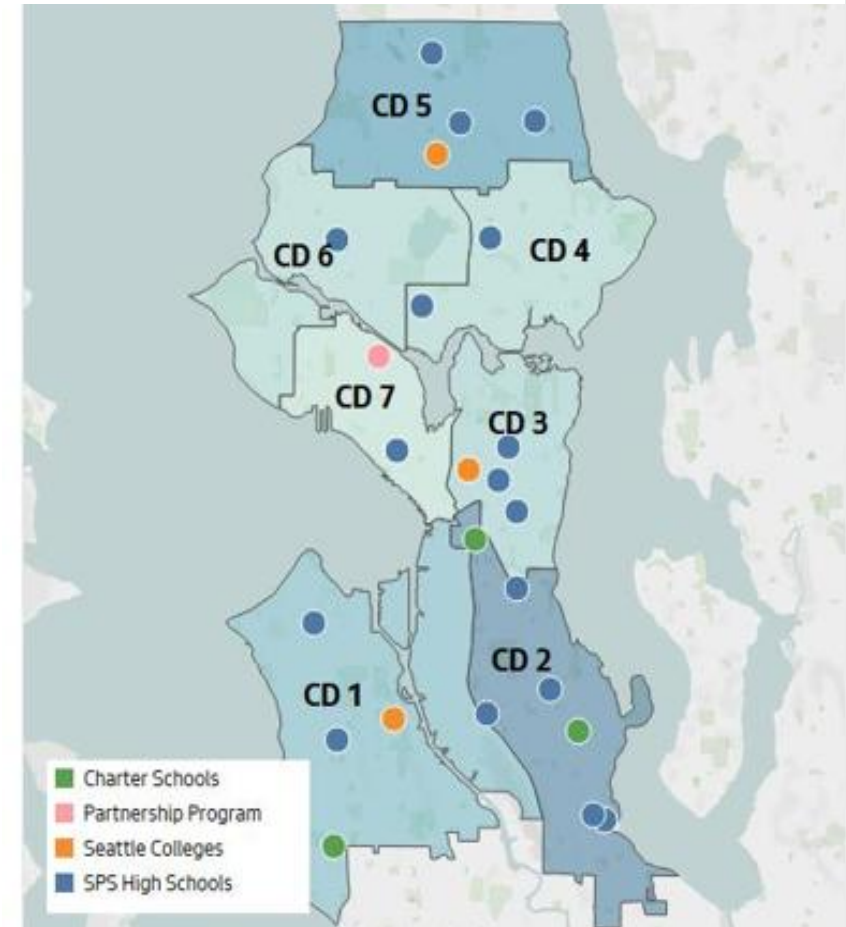 CD 5
CD 6
CD 4
CD 7
CD 3
CD 2
CD 1
Charter Schools
Partnership Program
Seattle Colleges
SPS High Schools